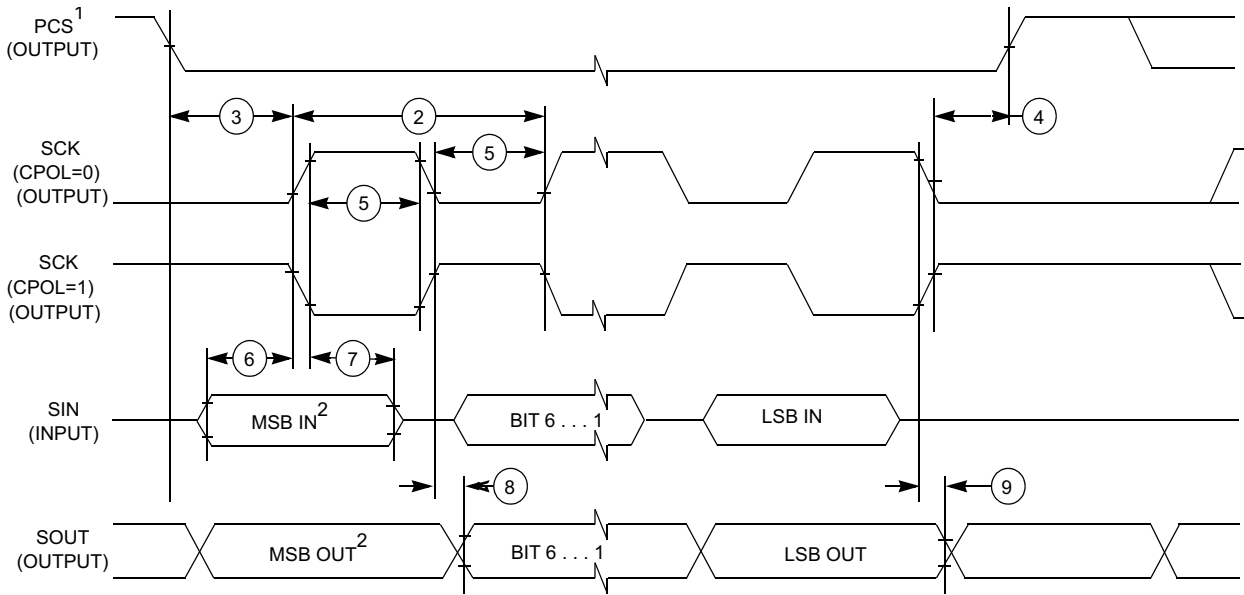 PCS¹
(OUTPUT)
3
2
4
SCK
(CPOL=0)
(OUTPUT)
5
5
SCK
(CPOL=1)
(OUTPUT)
6
7
SIN
(INPUT)
MSB IN²
BIT 6 . . . 1
LSB IN
8
9
SOUT
(OUTPUT)
MSB OUT²
BIT 6 . . . 1
LSB OUT